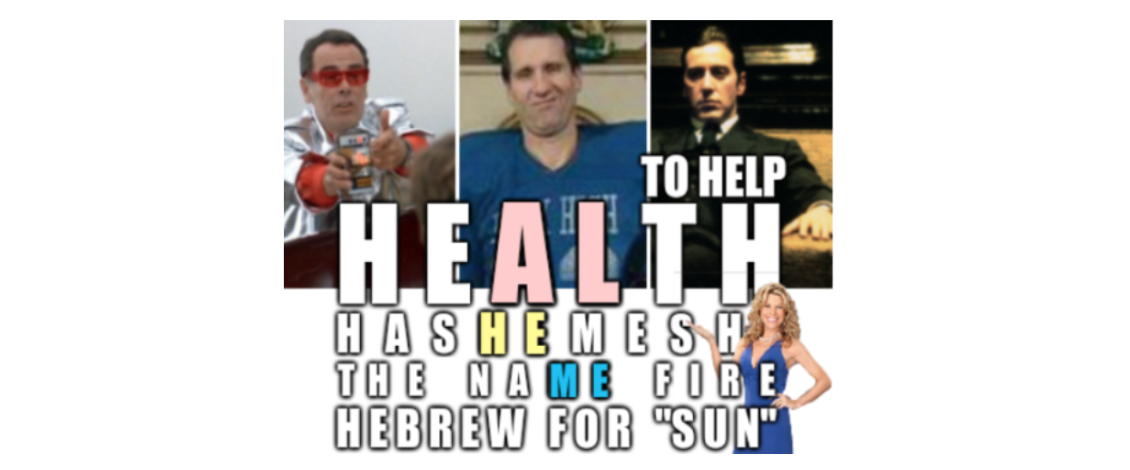 TO HELP
HEALTH
HASHEMESH
THE NAME FIRE
HEBREW FOR "SUN"